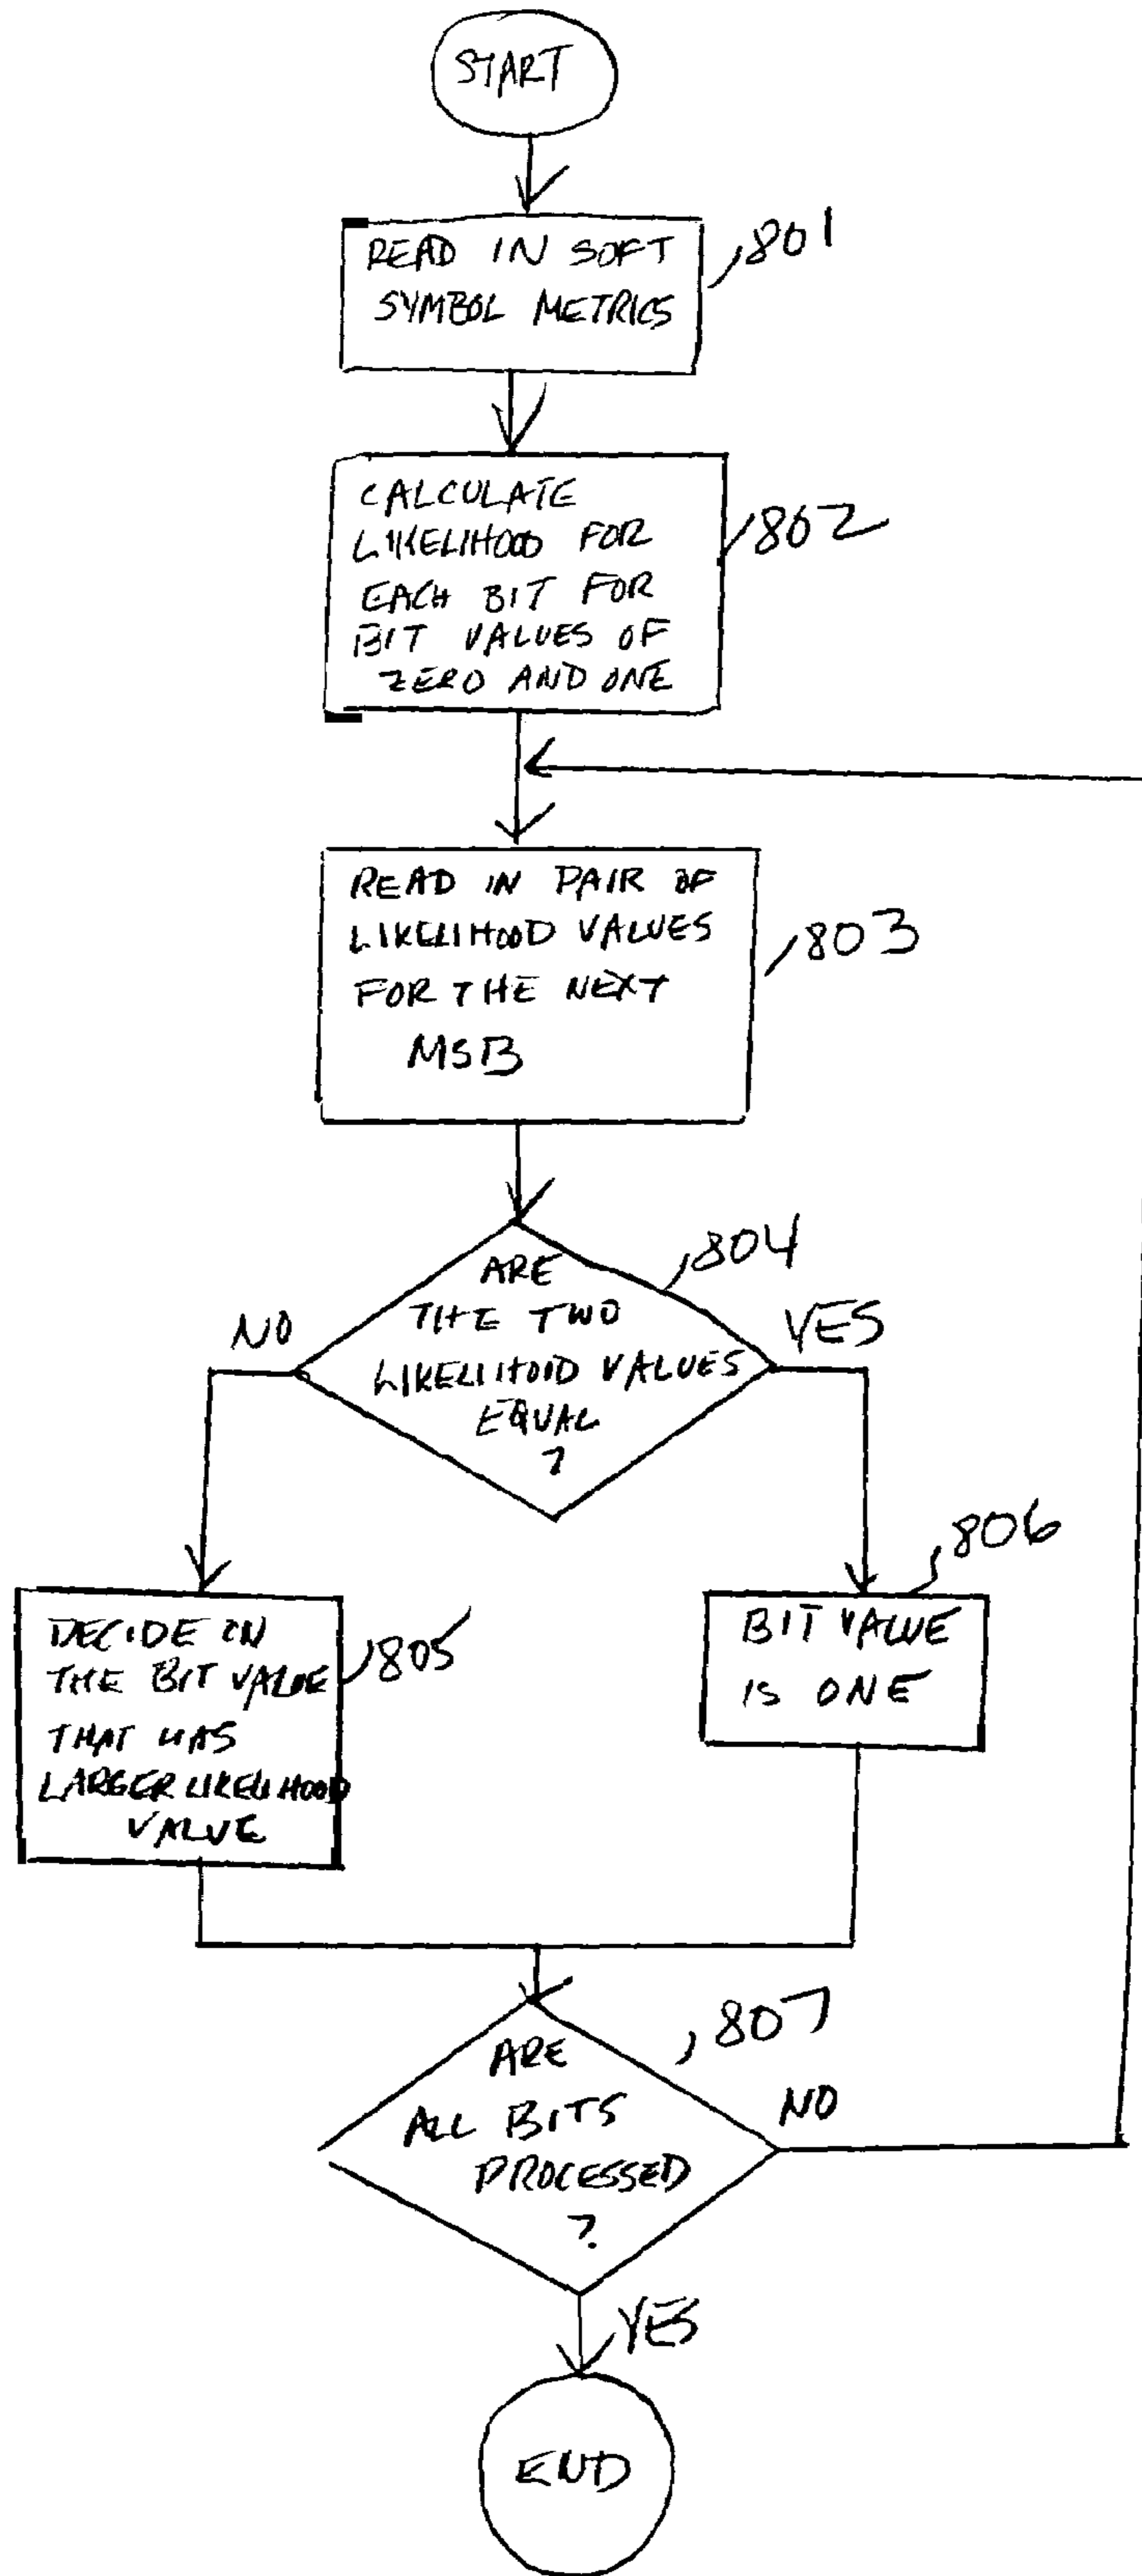 START
READ IN SOFT
SYMBOL METRICS
801
CALCULATE
LIKELIHOOD FOR
EACH BIT FOR
BIT VALUES OF
ZERO AND ONE
802
READ IN PAIR OF
LIKELIHOOD VALUES
FOR THE NEXT
MSB
803
804
ARE
THE TWO
LIKELIHOOD VALUES
EQUAL
?
NO
YES
DECIDE ON
THE BIT VALUE
THAT HAS
LARGER LIKELIHOOD
VALUE
805
806
BIT VALUE
IS ONE
807
ARE
ALL BITS
PROCESSED
?
NO
YES
END